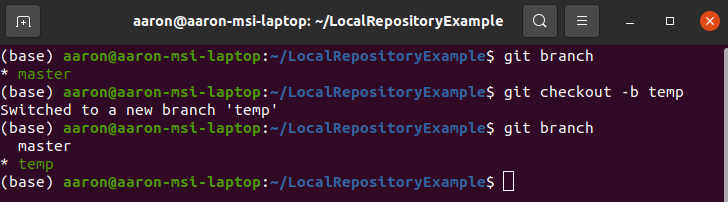 aaron@aaron-msi-laptop: ~/LocalRepositoryExample
(base) aaron@aaron-msi-laptop:~/LocalRepositoryExample$ git branch
* master
(base) aaron@aaron-msi-laptop:~/LocalRepositoryExample$ git checkout -b temp
Switched to a new branch 'temp'
(base) aaron@aaron-msi-laptop:~/LocalRepositoryExample$ git branch
  master
* temp
(base) aaron@aaron-msi-laptop:~/LocalRepositoryExample$